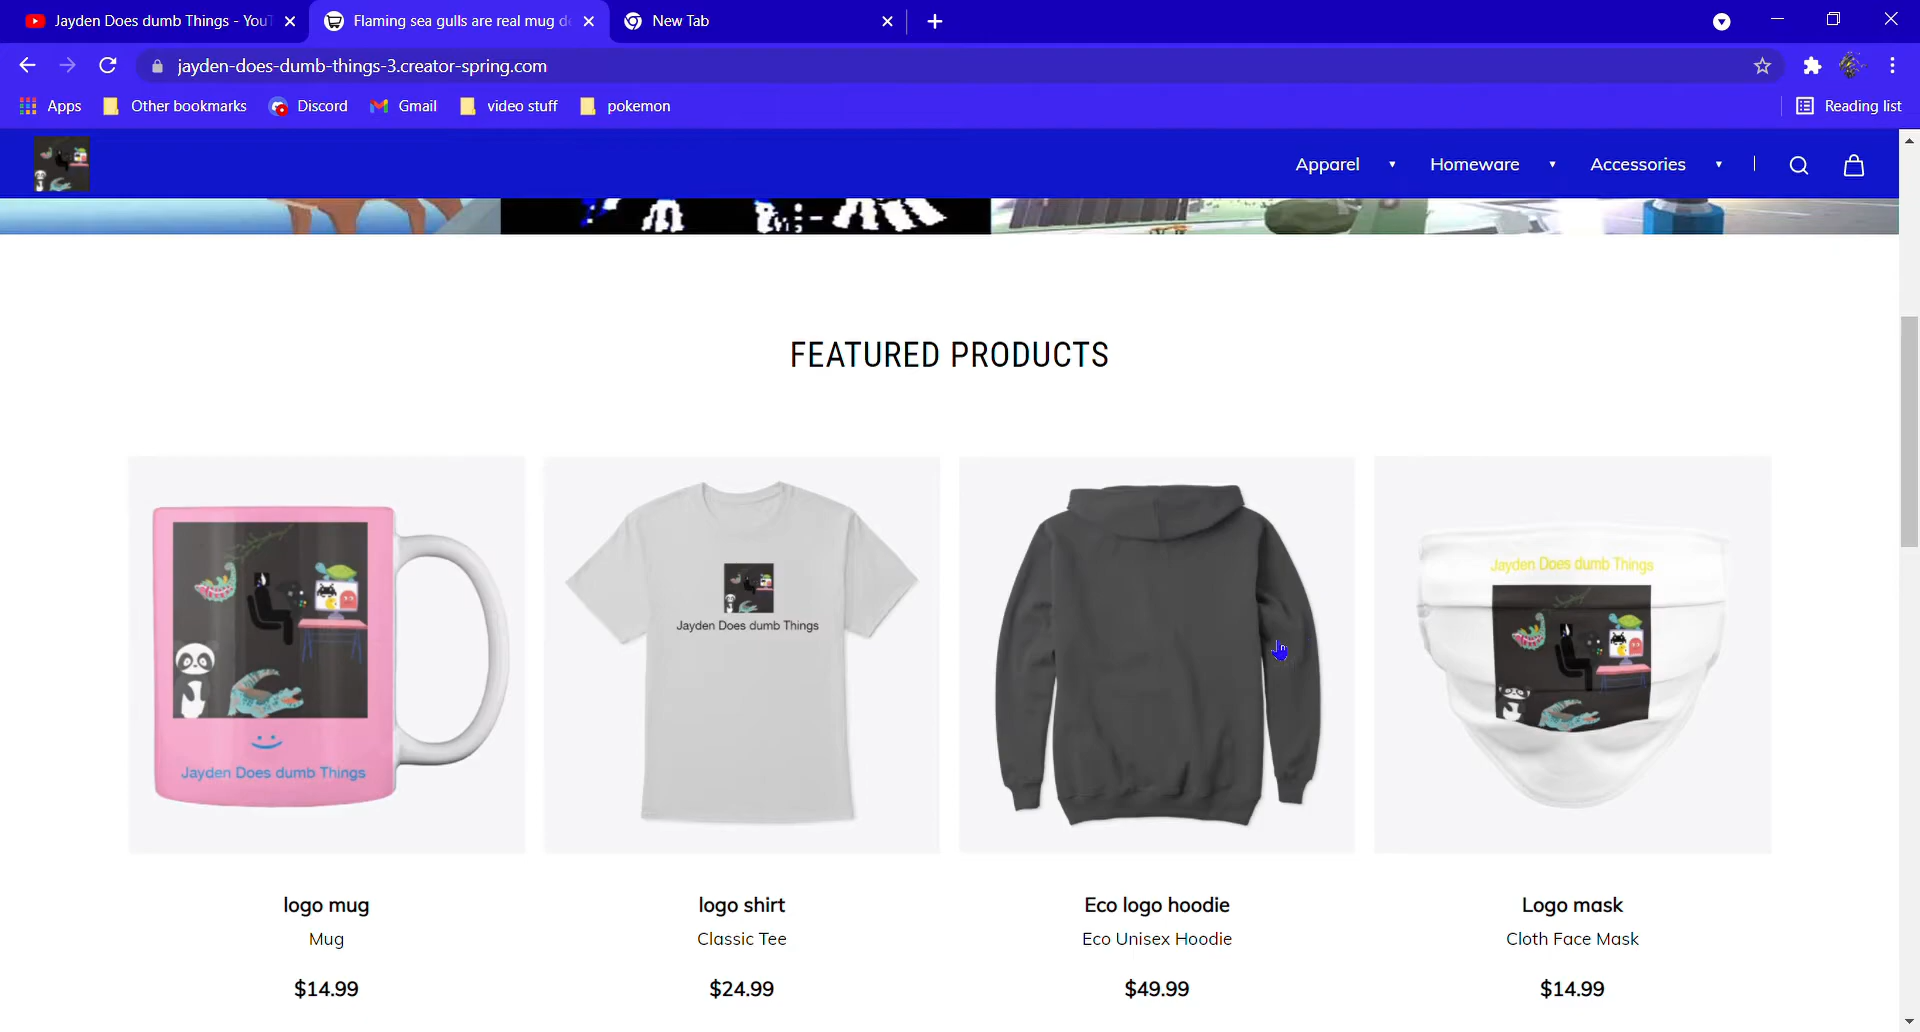 Jayden Does dumb Things - You
Flaming sea gulls are real mug d
New Tab
jayden-does-dumb-things-3.creator-spring.com
Apps
Other bookmarks
Discord
Gmail
video stuff
pokemon
Reading list
Apparel
Homeware
Accessories
FEATURED PRODUCTS
Jayden Does dumb Things
Jayden Does dumb Things
Jayden Does dumb Things
logo mug
Mug
$14.99
logo shirt
Classic Tee
$24.99
Eco logo hoodie
Eco Unisex Hoodie
$49.99
Logo mask
Cloth Face Mask
$14.99